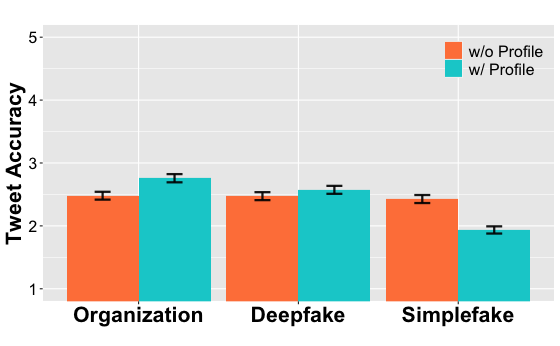 5
w/o Profile
w/ Profile
4
Tweet Accuracy
3
2
1
Organization Deepfake Simplefake